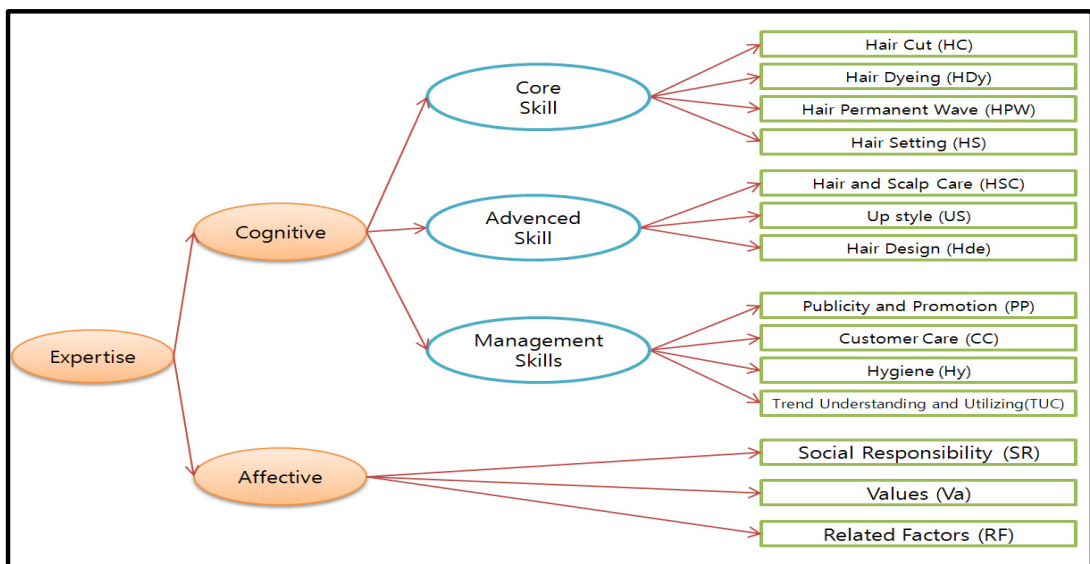 Expertise
Cognitive
Affective
Core
Skill
Advenced
Skill
Management
Skills
Hair Cut (HC)
Hair Dyeing (HDy)
Hair Permanent Wave (HPW)
Hair Setting (HS)
Hair and Scalp Care (HSC)
Up style (US)
Hair Design (Hde)
Publicity and Promotion (PP)
Customer Care (CC)
Hygiene (Hy)
Trend Understanding and Utilizing(TUC)
Social Responsibility (SR)
Values (Va)
Related Factors (RF)